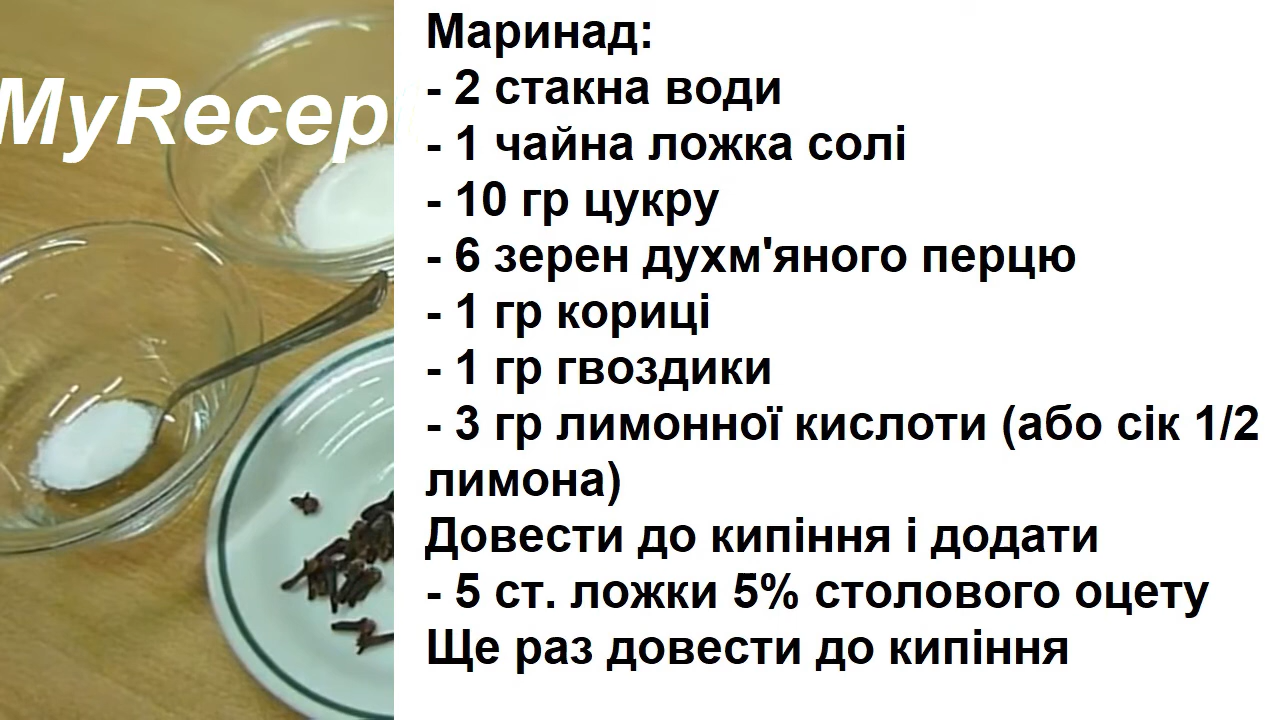 MyRecep
Маринад:
- 2 стакна води
- 1 чайна ложка солі
- 10 гр цукру
- 6 зерен духм'яного перцю
- 1 гр кориці
- 1 гр гвоздики
- 3 гр лимонної кислоти (або сік 1/2
лимона)
Довести до кипіння і додати
- 5 ст. ложки 5% столового оцету
Ще раз довести до кипіння